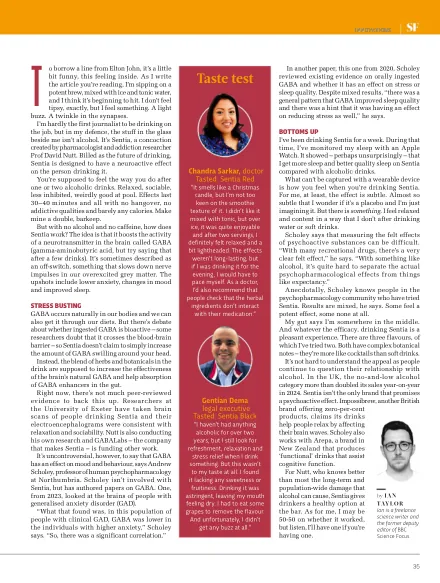 SF
To borrow a line from Elton John, it's a little
bit funny, this feeling inside. As I write
the article you're reading, I'm sipping on a
potent brew, mixed with ice and tonic water,
and I think it's beginning to hit. I don't feel
tipsy, exactly, but I feel something. A light
buzz. A twinkle in the synapses.
I'm hardly the first journalist to be drinking on
the job, but in my defence, the stuff in the glass
beside me isn't alcohol. It's Sentia, a concoction
created by pharmacologist and addiction researcher
Prof David Nutt. Billed as the future of drinking,
Sentia is designed to have a neuroactive effect
on the person drinking it.
You're supposed to feel the way you do after
one or two alcoholic drinks. Relaxed, sociable,
less inhibited, weirdly good at pool. Effects last
30–40 minutes and all with no hangover, no
addictive qualities and barely any calories. Make
mine a double, barkeep.
But with no alcohol and no caffeine, how does
Sentia work? The idea is that it boosts the activity
of a neurotransmitter in the brain called GABA
(gamma-aminobutyric acid, but try saying that
after a few drinks). It's sometimes described as
an off-switch, something that slows down nerve
impulses in our overworked grey matter. The
upshots include lower anxiety, changes in mood
and improved sleep.
STRESS BUSTING
GABA occurs naturally in our bodies and we can
also get it through our diets. But there's debate
about whether ingested GABA is bioactive – some
researchers doubt that it crosses the blood-brain
barrier – so Sentia doesn't claim to simply increase
the amount of GABA swilling around your head.
Instead, the blend of herbs and botanicals in the
drink are supposed to increase the effectiveness
of the brain's natural GABA and help absorption
of GABA enhancers in the gut.
Right now, there's not much peer-reviewed
evidence to back this up. Researchers at the
University of Exeter have taken brain
scans of people drinking Sentia and their
electroencephalograms were consistent with
relaxation and sociability. Nutt is also conducting
his own research and GABALabs – the company
that makes Sentia – is funding other work.
It's uncontroversial, however, to say that GABA
has an effect on mood and behaviour, says Andrew
Scholey, professor of human psychopharmacology
at Northumbria. Scholey isn't involved with
Sentia, but has authored papers on GABA. One,
from 2023, looked at the brains of people with
generalised anxiety disorder (GAD).
"What that found was, in this population of
people with clinical GAD, GABA was lower in
the individuals with higher anxiety," Scholey
says. "So, there was a significant correlation."
Taste test
Chandra Sarkar, doctor
Tasted: Sentia Red
"It smells like a Christmas
candle, but I'm not too
keen on the smoothie
texture of it. I didn't like it
mixed with tonic, but over
ice, it was quite enjoyable
and after two servings, I
definitely felt relaxed and a
bit lightheaded. The effects
weren't long-lasting, but
if I was drinking it for the
evening, I would have to
pace myself. As a doctor,
I'd also recommend that
people check that the herbal
ingredients don't interact
with their medication."
Gentian Dema
legal executive
Tasted: Sentia Black
"I haven't had anything
alcoholic for over two
years, but I still look for
refreshment, relaxation and
stress relief when I drink
something. But this wasn't
to my taste at all. I found it
lacking any sweetness or
fruitiness. Drinking it was
astringent, leaving my mouth
feeling dry. I had to eat some
grapes to remove the flavour.
And unfortunately, I didn't
get any buzz at all."
In another paper, this one from 2020, Scholey
reviewed existing evidence on orally ingested
GABA and whether it has an effect on stress or
sleep quality. Despite mixed results, "there was a
general pattern that GABA improved sleep quality
and there was a hint that it was having an effect
on reducing stress as well," he says.
BOTTOMS UP
I've been drinking Sentia for a week. During that
time, I've monitored my sleep with an Apple
Watch. It showed – perhaps unsurprisingly – that
I get more sleep and better quality sleep on Sentia
compared with alcoholic drinks.
What can't be captured with a wearable device
is how you feel when you're drinking Sentia.
For me, at least, the effect is subtle. Almost so
subtle that I wonder if it's a placebo and I'm just
imagining it. But there is something. I feel relaxed
and content in a way that I don't after drinking
water or soft drinks.
Scholey says that measuring the felt effects
of psychoactive substances can be difficult.
"With many recreational drugs, there's a very
clear felt effect," he says. "With something like
alcohol, it's quite hard to separate the actual
psychopharmacological effects from things
like expectancy."
Anecdotally, Scholey knows people in the
psychopharmacology community who have tried
Sentia. Results are mixed, he says. Some feel a
potent effect, some none at all.
My gut says I'm somewhere in the middle.
And whatever the efficacy, drinking Sentia is a
pleasant experience. There are three flavours, of
which I've tried two. Both have complex botanical
notes – they're more like cocktails than soft drinks.
It's not hard to understand the appeal as people
continue to question their relationship with
alcohol. In the UK, the no-and-low alcohol
category more than doubled its sales year-on-year
in 2024. Sentia isn't the only brand that promises
a psychoactive effect. Impossibrew, another British
brand offering zero-per-cent
products, claims its drinks
help people relax by affecting
their brain waves. Scholey also
works with Arepa, a brand in
New Zealand that produces
'functional' drinks that assist
cognitive function.
For Nutt, who knows better
than most the long-term and
population-wide damage that
alcohol can cause, Sentia gives
drinkers a healthy option at
the bar. As for me, I may be
50-50 on whether it worked,
but listen, I'll have one if you're
having one.
by IAN
TAYLOR
Ian is a freelance
science writer and
the former deputy
editor of BBC
Science Focus
35